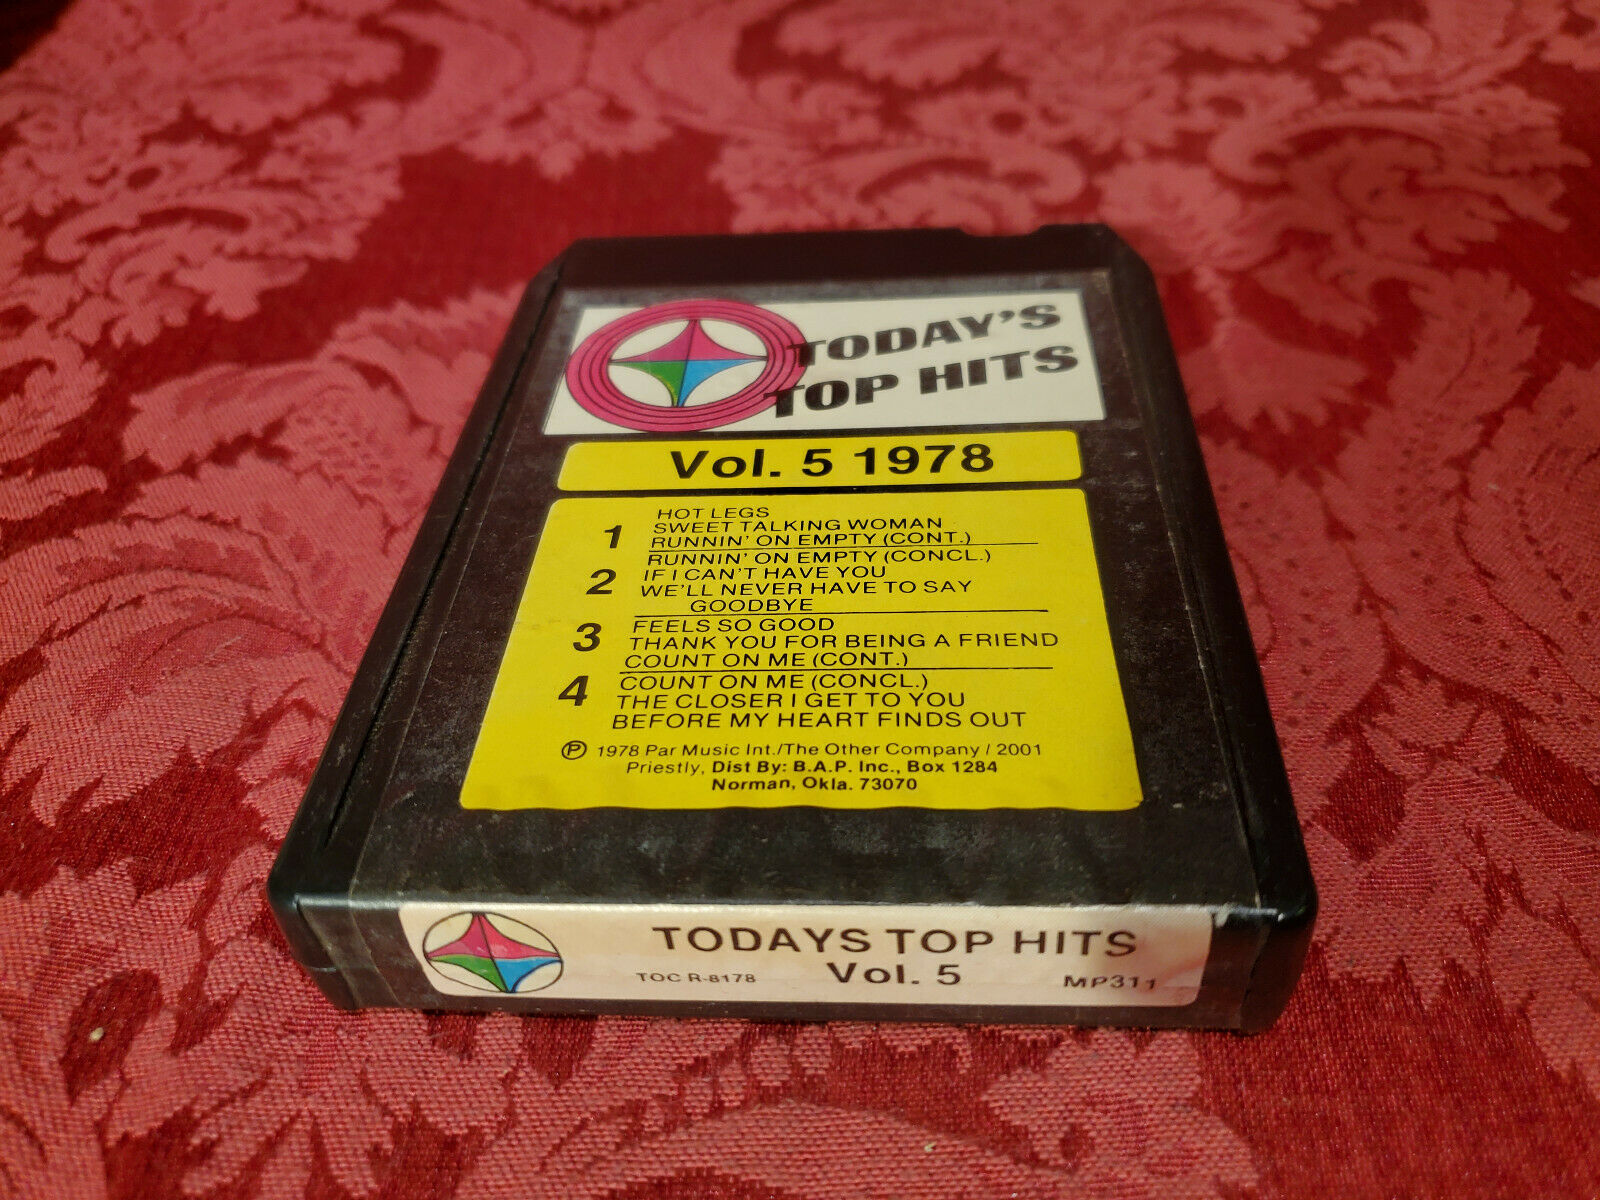 TODAY'S
TOP HITS
Vol. 5 1978
1
HOT LEGS
SWEET TALKING WOMAN
RUNNIN' ON EMPTY (CONT.)
2
RUNNIN' ON EMPTY (CONCL.)
IF I CAN'T HAVE YOU
WE'LL NEVER HAVE TO SAY
GOODBYE
3
FEELS SO GOOD
THANK YOU FOR BEING A FRIEND
COUNT ON ME (CONT.)
4
COUNT ON ME (CONCL.)
THE CLOSER I GET TO YOU
BEFORE MY HEART FINDS OUT
℗ 1978 Par Music Int./The Other Company / 2001
Priestly, Dist By: B.A.P. Inc., Box 1284
Norman, Okla. 73070
TODAYS TOP HITS
TOC R-8178 Vol. 5 MP311